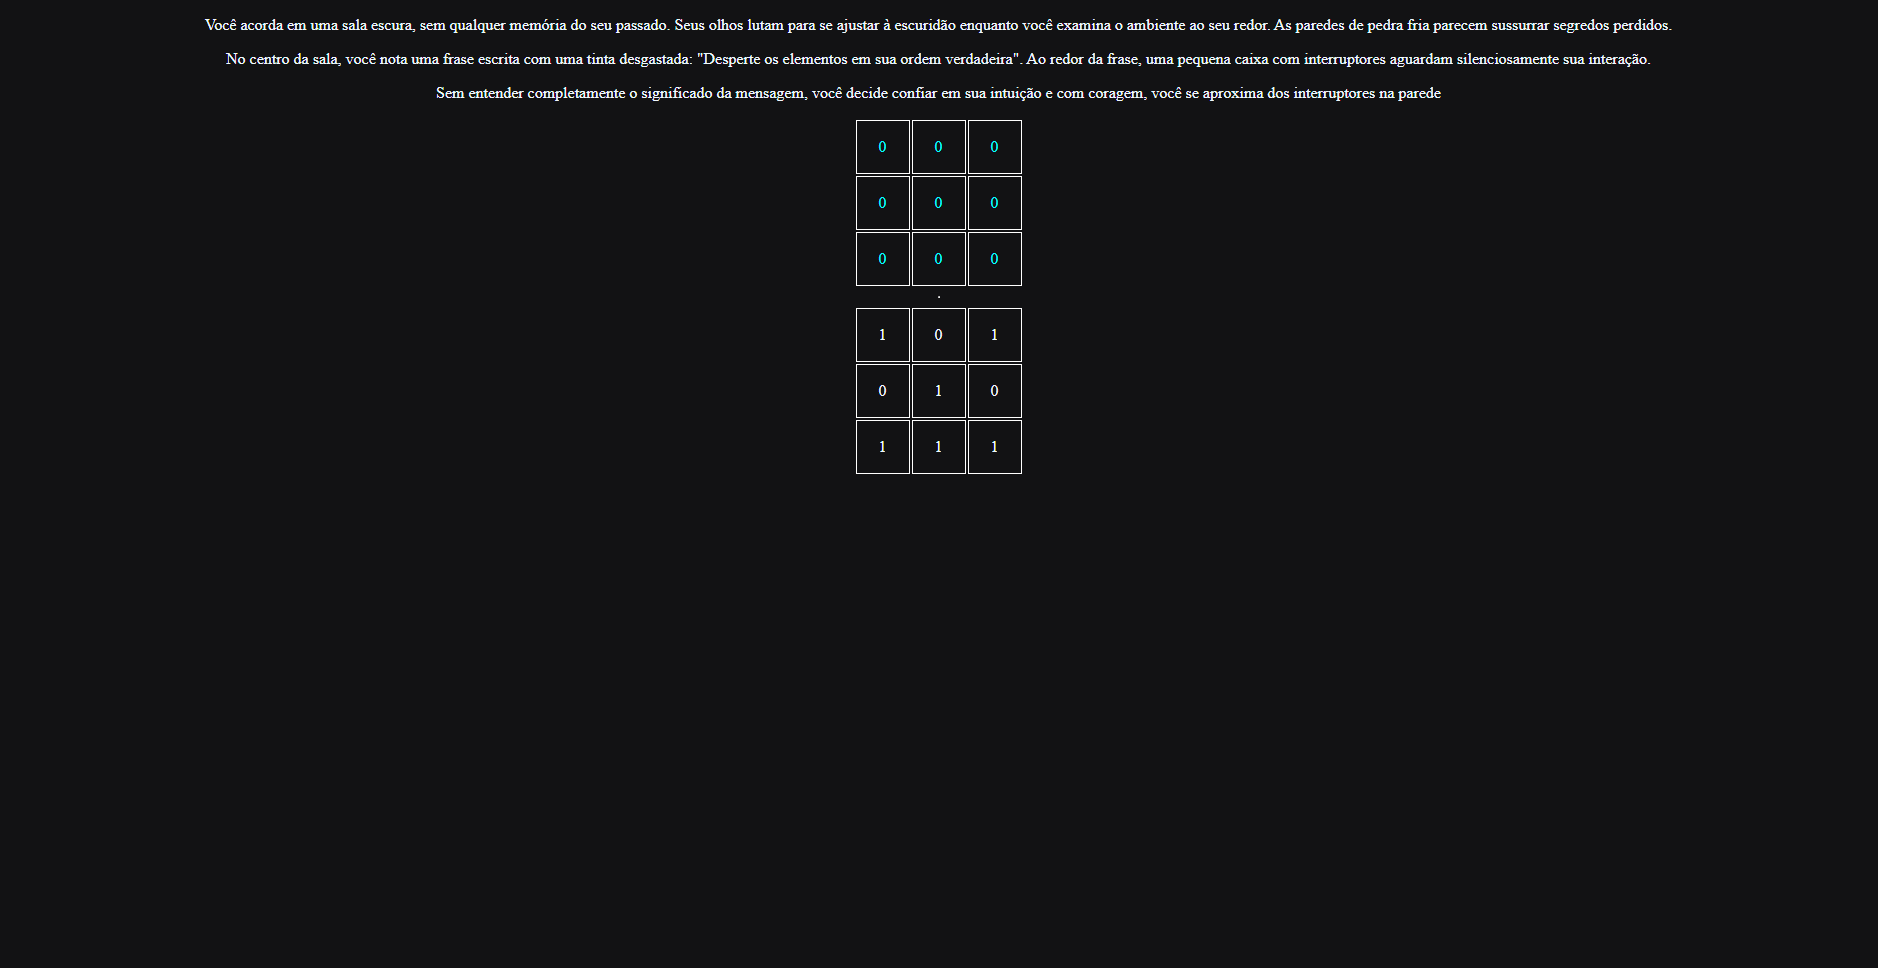 Você acorda em uma sala escura, sem qualquer memória do seu passado. Seus olhos lutam para se ajustar à escuridão enquanto você examina o ambiente ao seu redor. As paredes de pedra fria parecem sussurrar segredos perdidos.
No centro da sala, você nota uma frase escrita com uma tinta desgastada: "Desperte os elementos em sua ordem verdadeira". Ao redor da frase, uma pequena caixa com interruptores aguardam silenciosamente sua interação.
Sem entender completamente o significado da mensagem, você decide confiar em sua intuição e com coragem, você se aproxima dos interruptores na parede
0 0 0
0 0 0
0 0 0
.
1 0 1
0 1 0
1 1 1